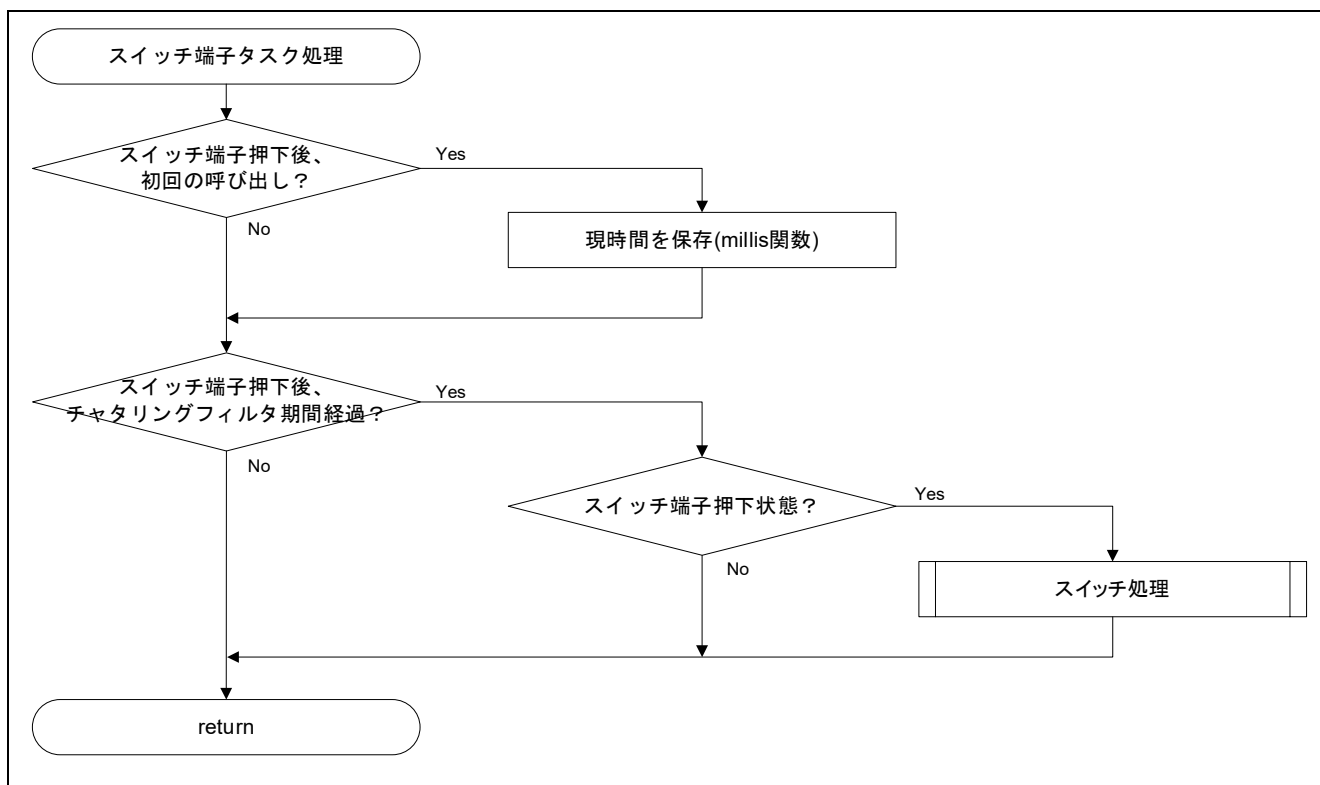 スイッチ端子タスク処理
スイッチ端子押下後、
初回の呼び出し？
Yes
No
現時間を保存(millis関数)
スイッチ端子押下後、
チャタリングフィルタ期間経過？
Yes
No
スイッチ端子押下状態？
Yes
No
スイッチ処理
return